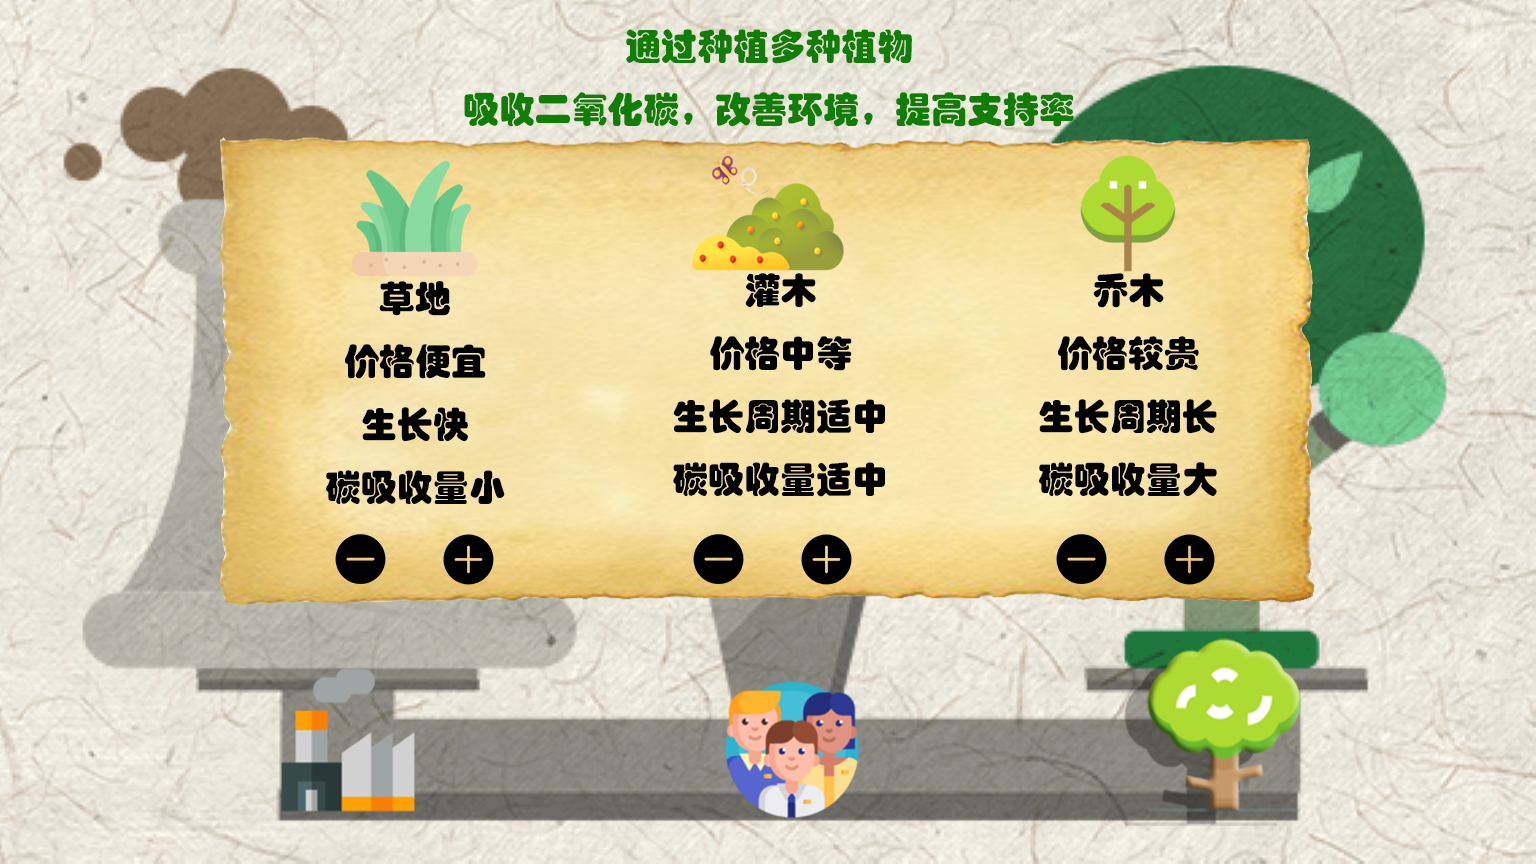 通过种植多种植物
吸收二氧化碳，改善环境，提高支持率
草地
价格便宜
生长快
碳吸收量小
灌木
价格中等
生长周期适中
碳吸收量适中
乔木
价格较贵
生长周期长
碳吸收量大